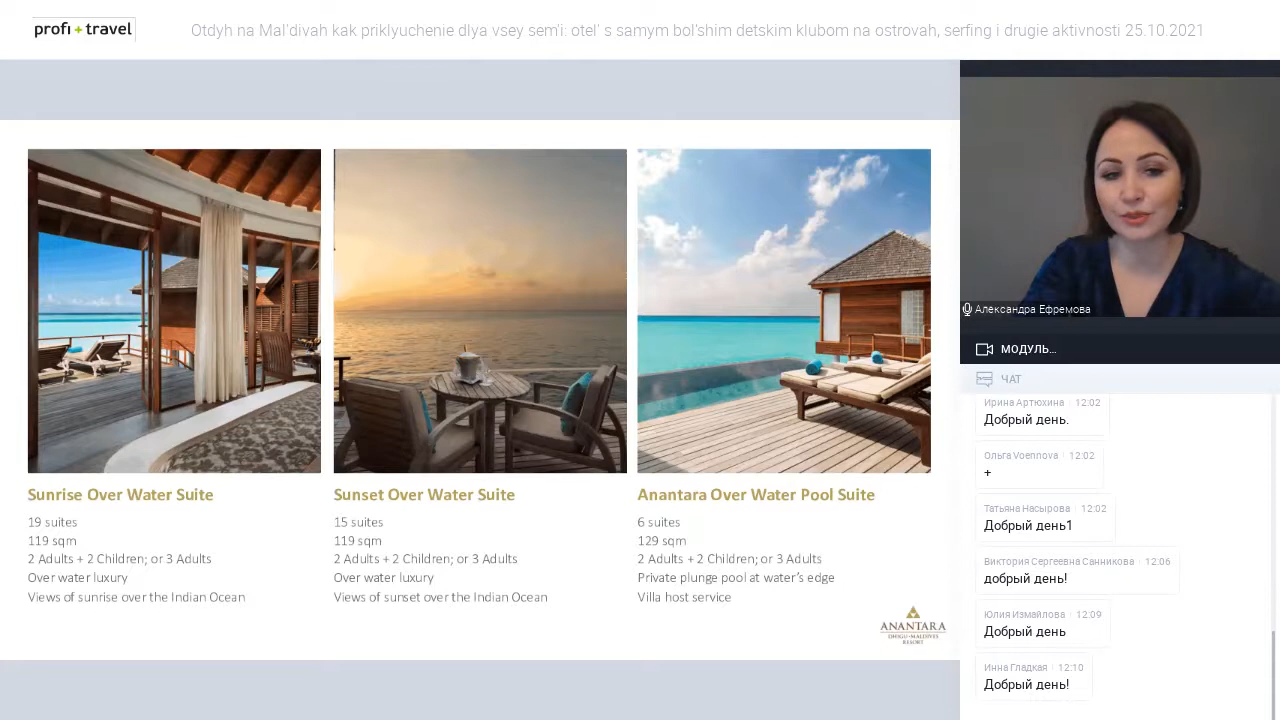 profi + travel
Otdyh na Mal'divah kak priklyuchenie dlya vsey sem'i: otel' s samym bol'shim detskim klubom na ostrovah, serfing i drugie aktivnosti 25.10.2021
Sunrise Over Water Suite
19 suites
119 sqm
2 Adults + 2 Children; or 3 Adults
Over water luxury
Views of sunrise over the Indian Ocean
Sunset Over Water Suite
15 suites
119 sqm
2 Adults + 2 Children; or 3 Adults
Over water luxury
Views of sunset over the Indian Ocean
Anantara Over Water Pool Suite
6 suites
129 sqm
2 Adults + 2 Children; or 3 Adults
Private plunge pool at water's edge
Villa host service
ANANTARA
DHIGU • MALDIVES
RESORT
Александра Ефремова
МОДУЛЬ...
ЧАТ
Ирина Артюхина 12:02
Добрый день.
Ольга Voennova 12:02
+
Татьяна Насырова 12:02
Добрый день1
Виктория Сергеевна Санникова 12:06
добрый день!
Юлия Измайлова 12:09
Добрый день
Инна Гладкая 12:10
Добрый день!